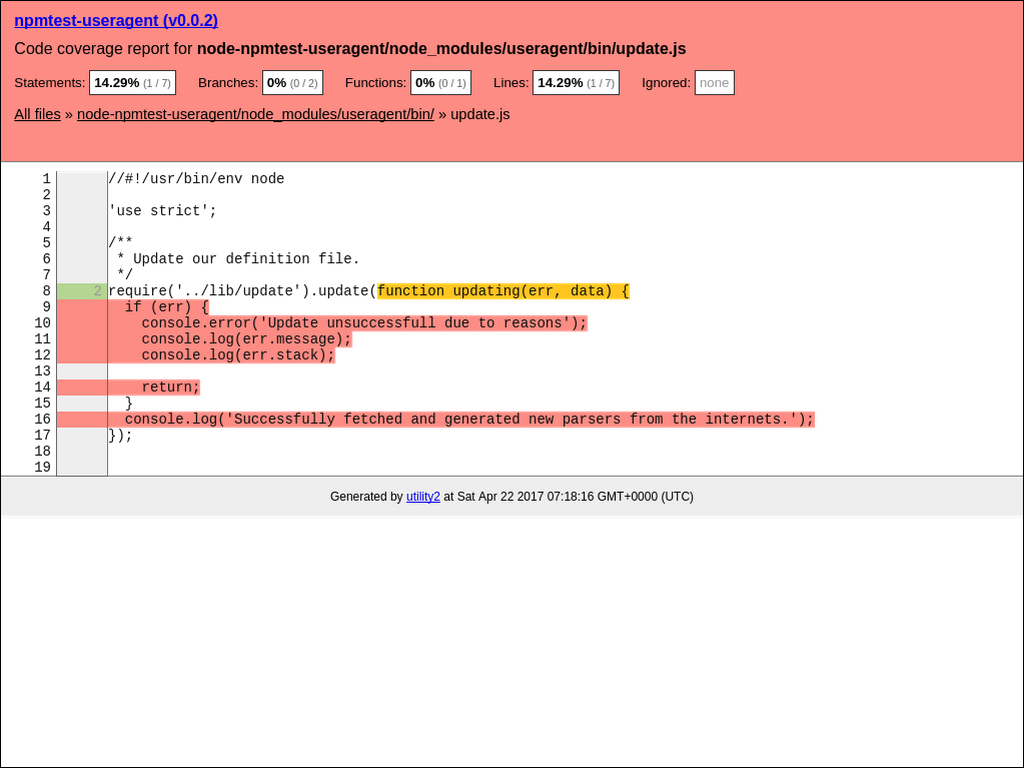 npmtest-useragent (v0.0.2)
Code coverage report for node-npmtest-useragent/node_modules/useragent/bin/update.js
Statements: 14.29% (1 / 7) Branches: 0% (0 / 2) Functions: 0% (0 / 1) Lines: 14.29% (1 / 7) Ignored: none
All files » node-npmtest-useragent/node_modules/useragent/bin/ » update.js
1 //#!/usr/bin/env node
2
3 'use strict';
4
5 /**
6  * Update our definition file.
7  */
8 2 require('../lib/update').update(function updating(err, data) {
9   if (err) {
10     console.error('Update unsuccessfull due to reasons');
11     console.log(err.message);
12     console.log(err.stack);
13
14     return;
15   }
16   console.log('Successfully fetched and generated new parsers from the internets.');
17 });
18
19
Generated by utility2 at Sat Apr 22 2017 07:18:16 GMT+0000 (UTC)